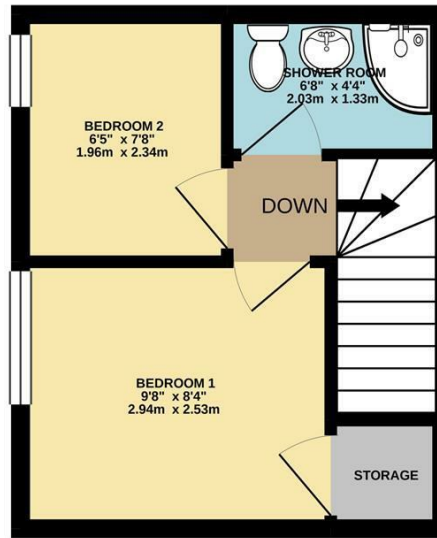 SHOWER ROOM
6'8" x 4'4"
2.03m x 1.33m
BEDROOM 2
6'5" x 7'8"
1.96m x 2.34m
DOWN
BEDROOM 1
9'8" x 8'4"
2.94m x 2.53m
STORAGE